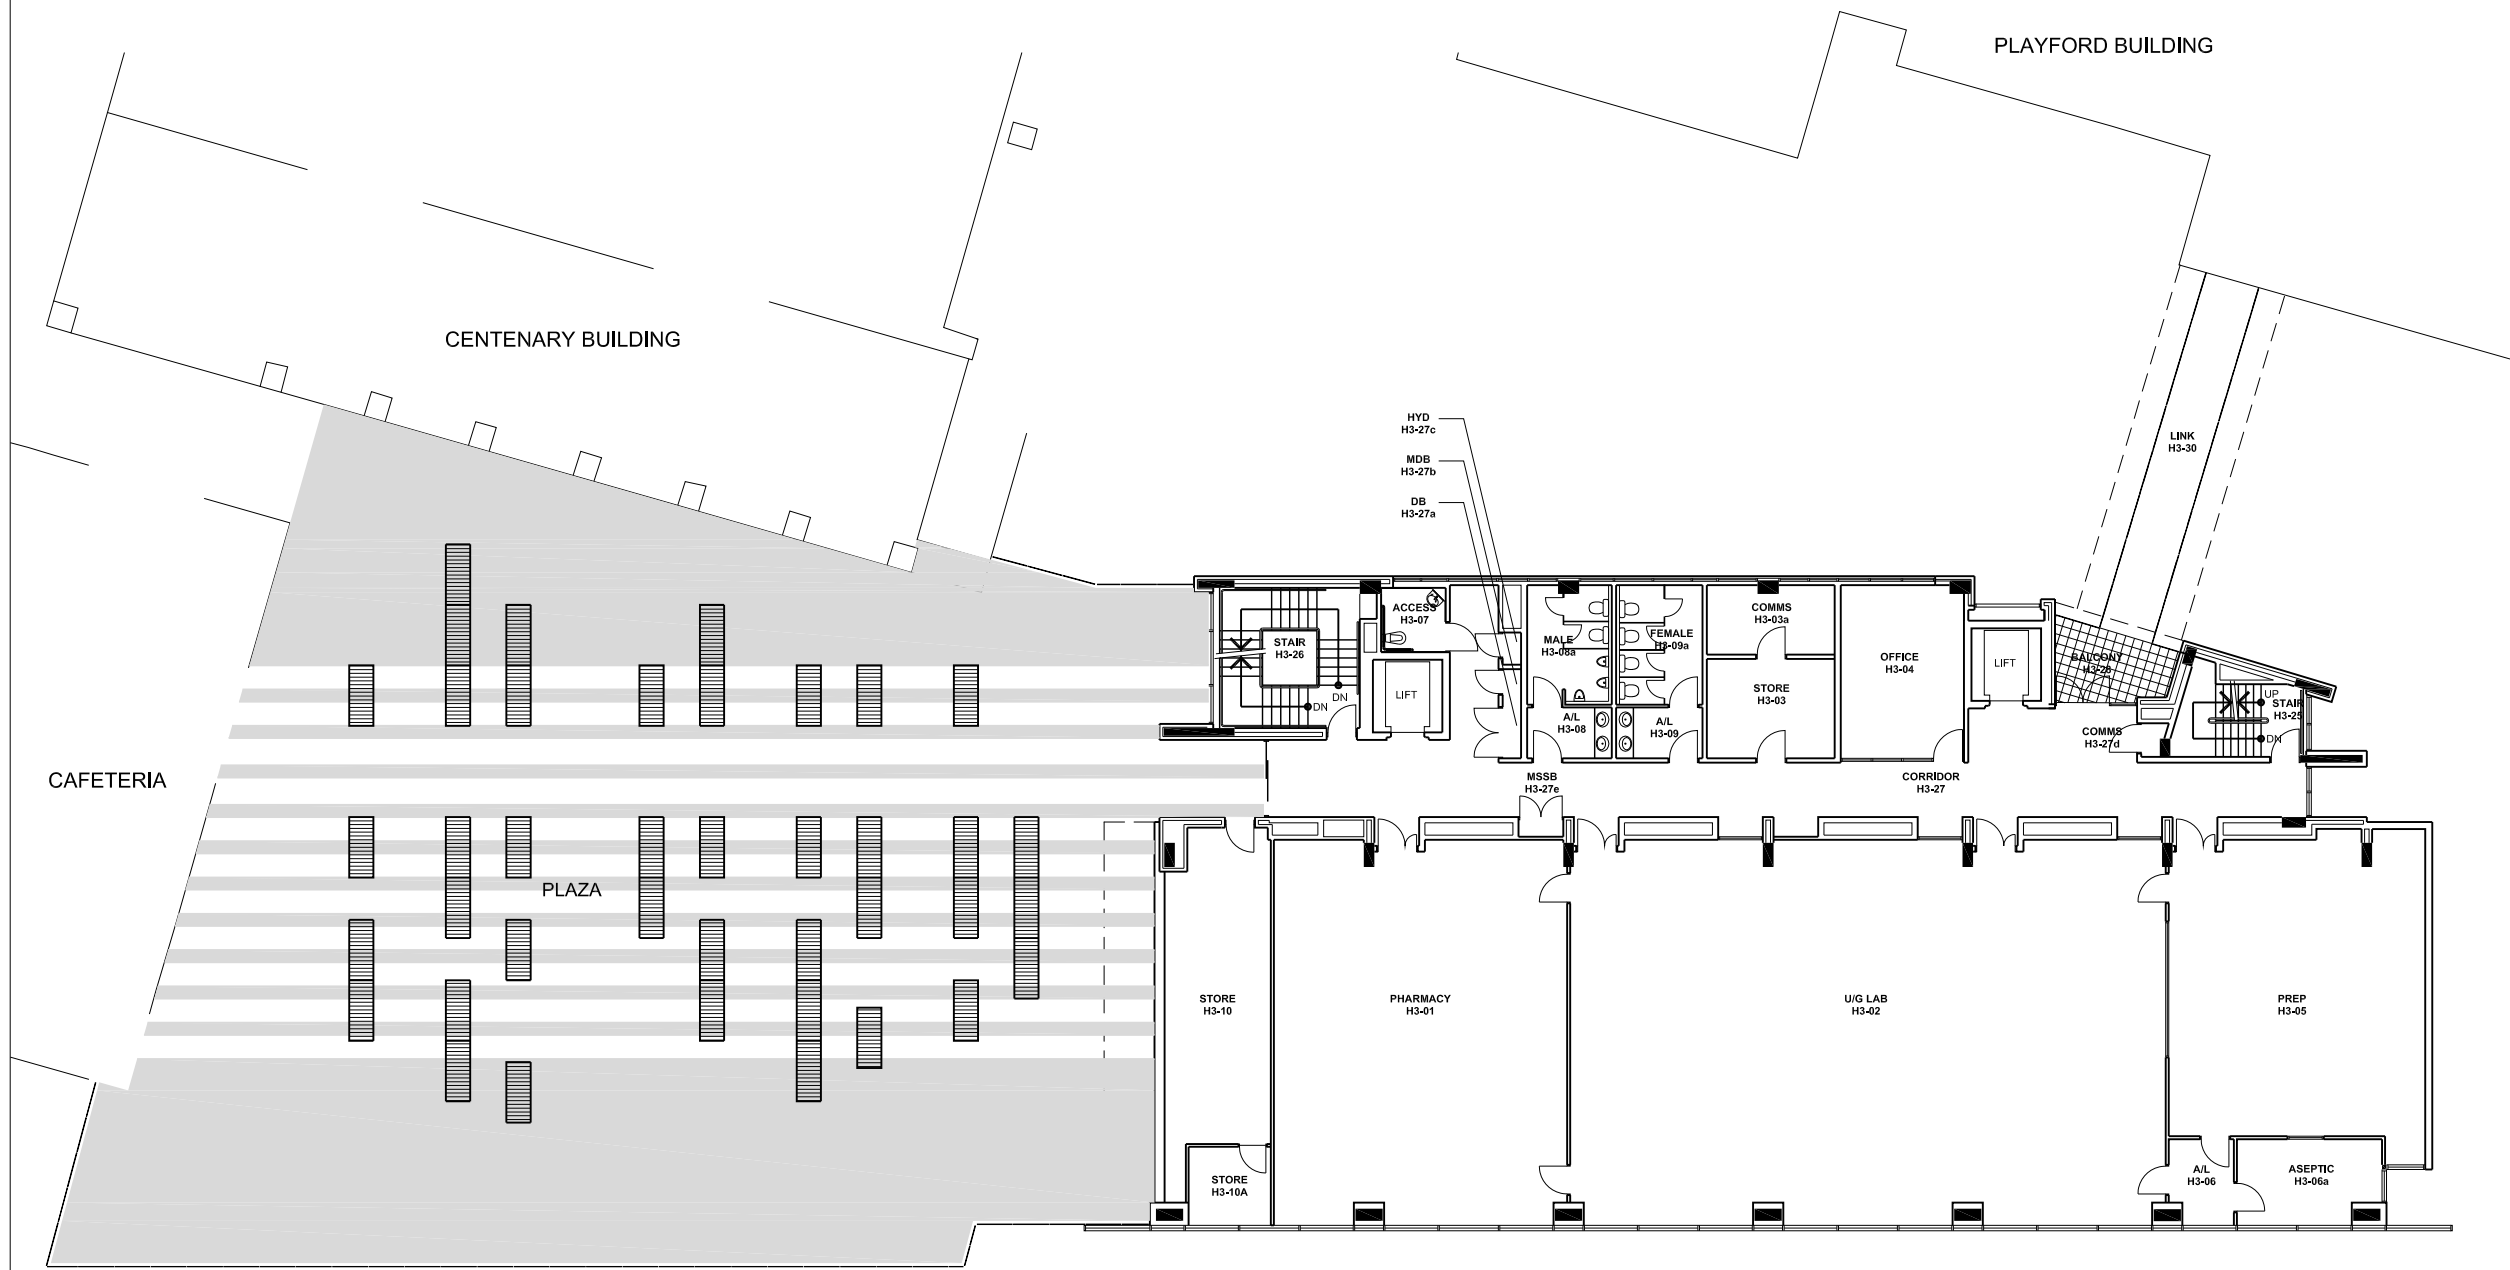 PLAYFORD BUILDING
CENTENARY BUILDING
HYD
H3-27c
MDB
H3-27b
DB
H3-27a
LINK
H3-30
ACCESS
H3-07
STAIR
H3-26
MALE
H3-08a
FEMALE
H3-09a
COMMS
H3-03a
OFFICE
H3-04
LIFT
BALCONY
H3-28
LIFT
STORE
H3-03
DN
DN
A/L
H3-08
A/L
H3-09
UP
STAIR
H3-25
DN
COMMS
H3-27d
CAFETERIA
MSSB
H3-27e
CORRIDOR
H3-27
PLAZA
STORE
H3-10
PHARMACY
H3-01
U/G LAB
H3-02
PREP
H3-05
STORE
H3-10A
A/L
H3-06
ASEPTIC
H3-06a